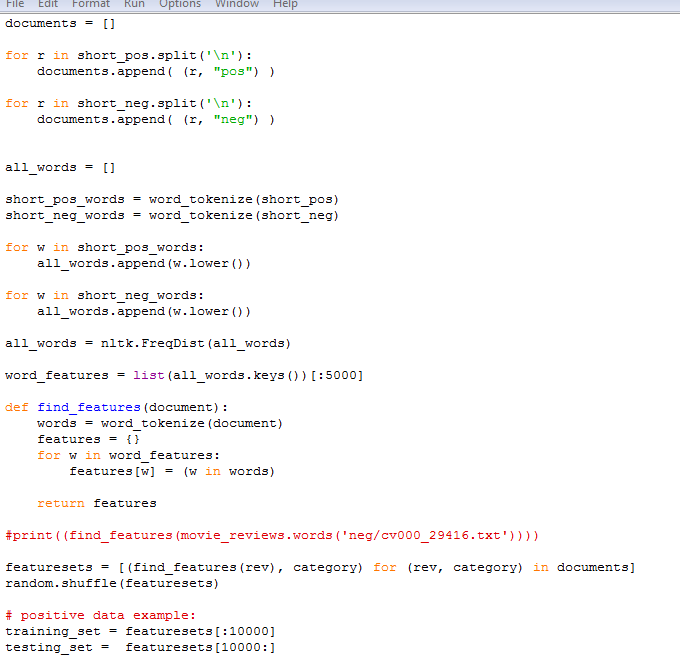 File Edit Format Run Options Window Help
documents = []
for r in short_pos.split('\n'):
    documents.append( (r, "pos") )
for r in short_neg.split('\n'):
    documents.append( (r, "neg") )
all_words = []
short_pos_words = word_tokenize(short_pos)
short_neg_words = word_tokenize(short_neg)
for w in short_pos_words:
    all_words.append(w.lower())
for w in short_neg_words:
    all_words.append(w.lower())
all_words = nltk.FreqDist(all_words)
word_features = list(all_words.keys())[:5000]
def find_features(document):
    words = word_tokenize(document)
    features = {}
    for w in word_features:
        features[w] = (w in words)
    return features
#print((find_features(movie_reviews.words('neg/cv000_29416.txt'))))
featuresets = [(find_features(rev), category) for (rev, category) in documents]
random.shuffle(featuresets)
# positive data example:
training_set = featuresets[:10000]
testing_set =  featuresets[10000:]